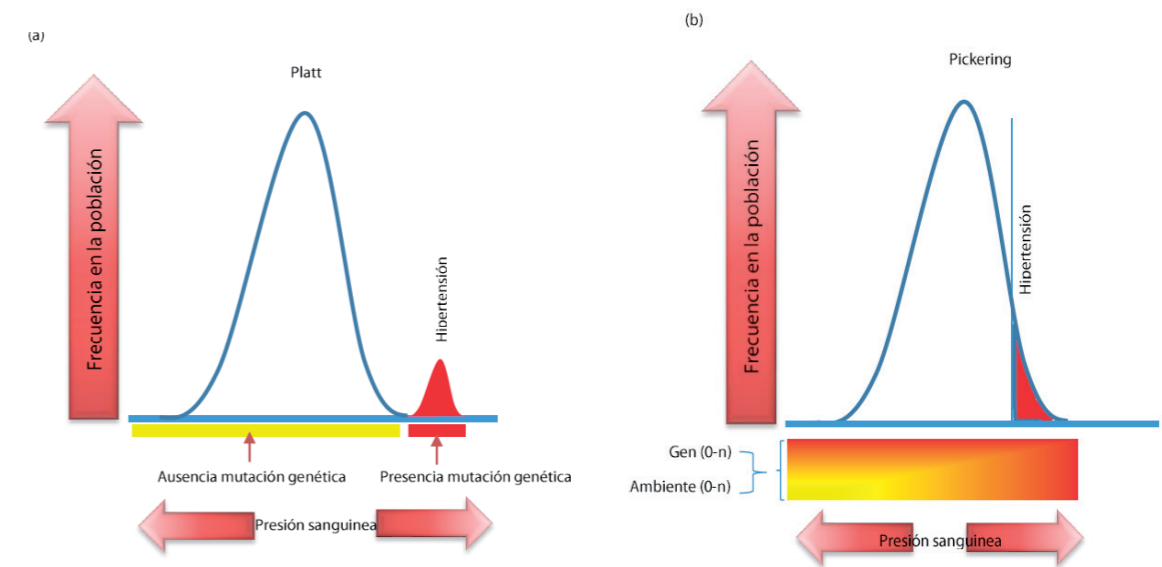 (a)
Platt
Frecuencia en la población
Hipertensión
Ausencia mutación genética
Presencia mutación genética
Presión sanguinea
(b)
Pickering
Frecuencia en la población
Hipertensión
Gen (0-n)
Ambiente (0-n)
Presión sanguinea